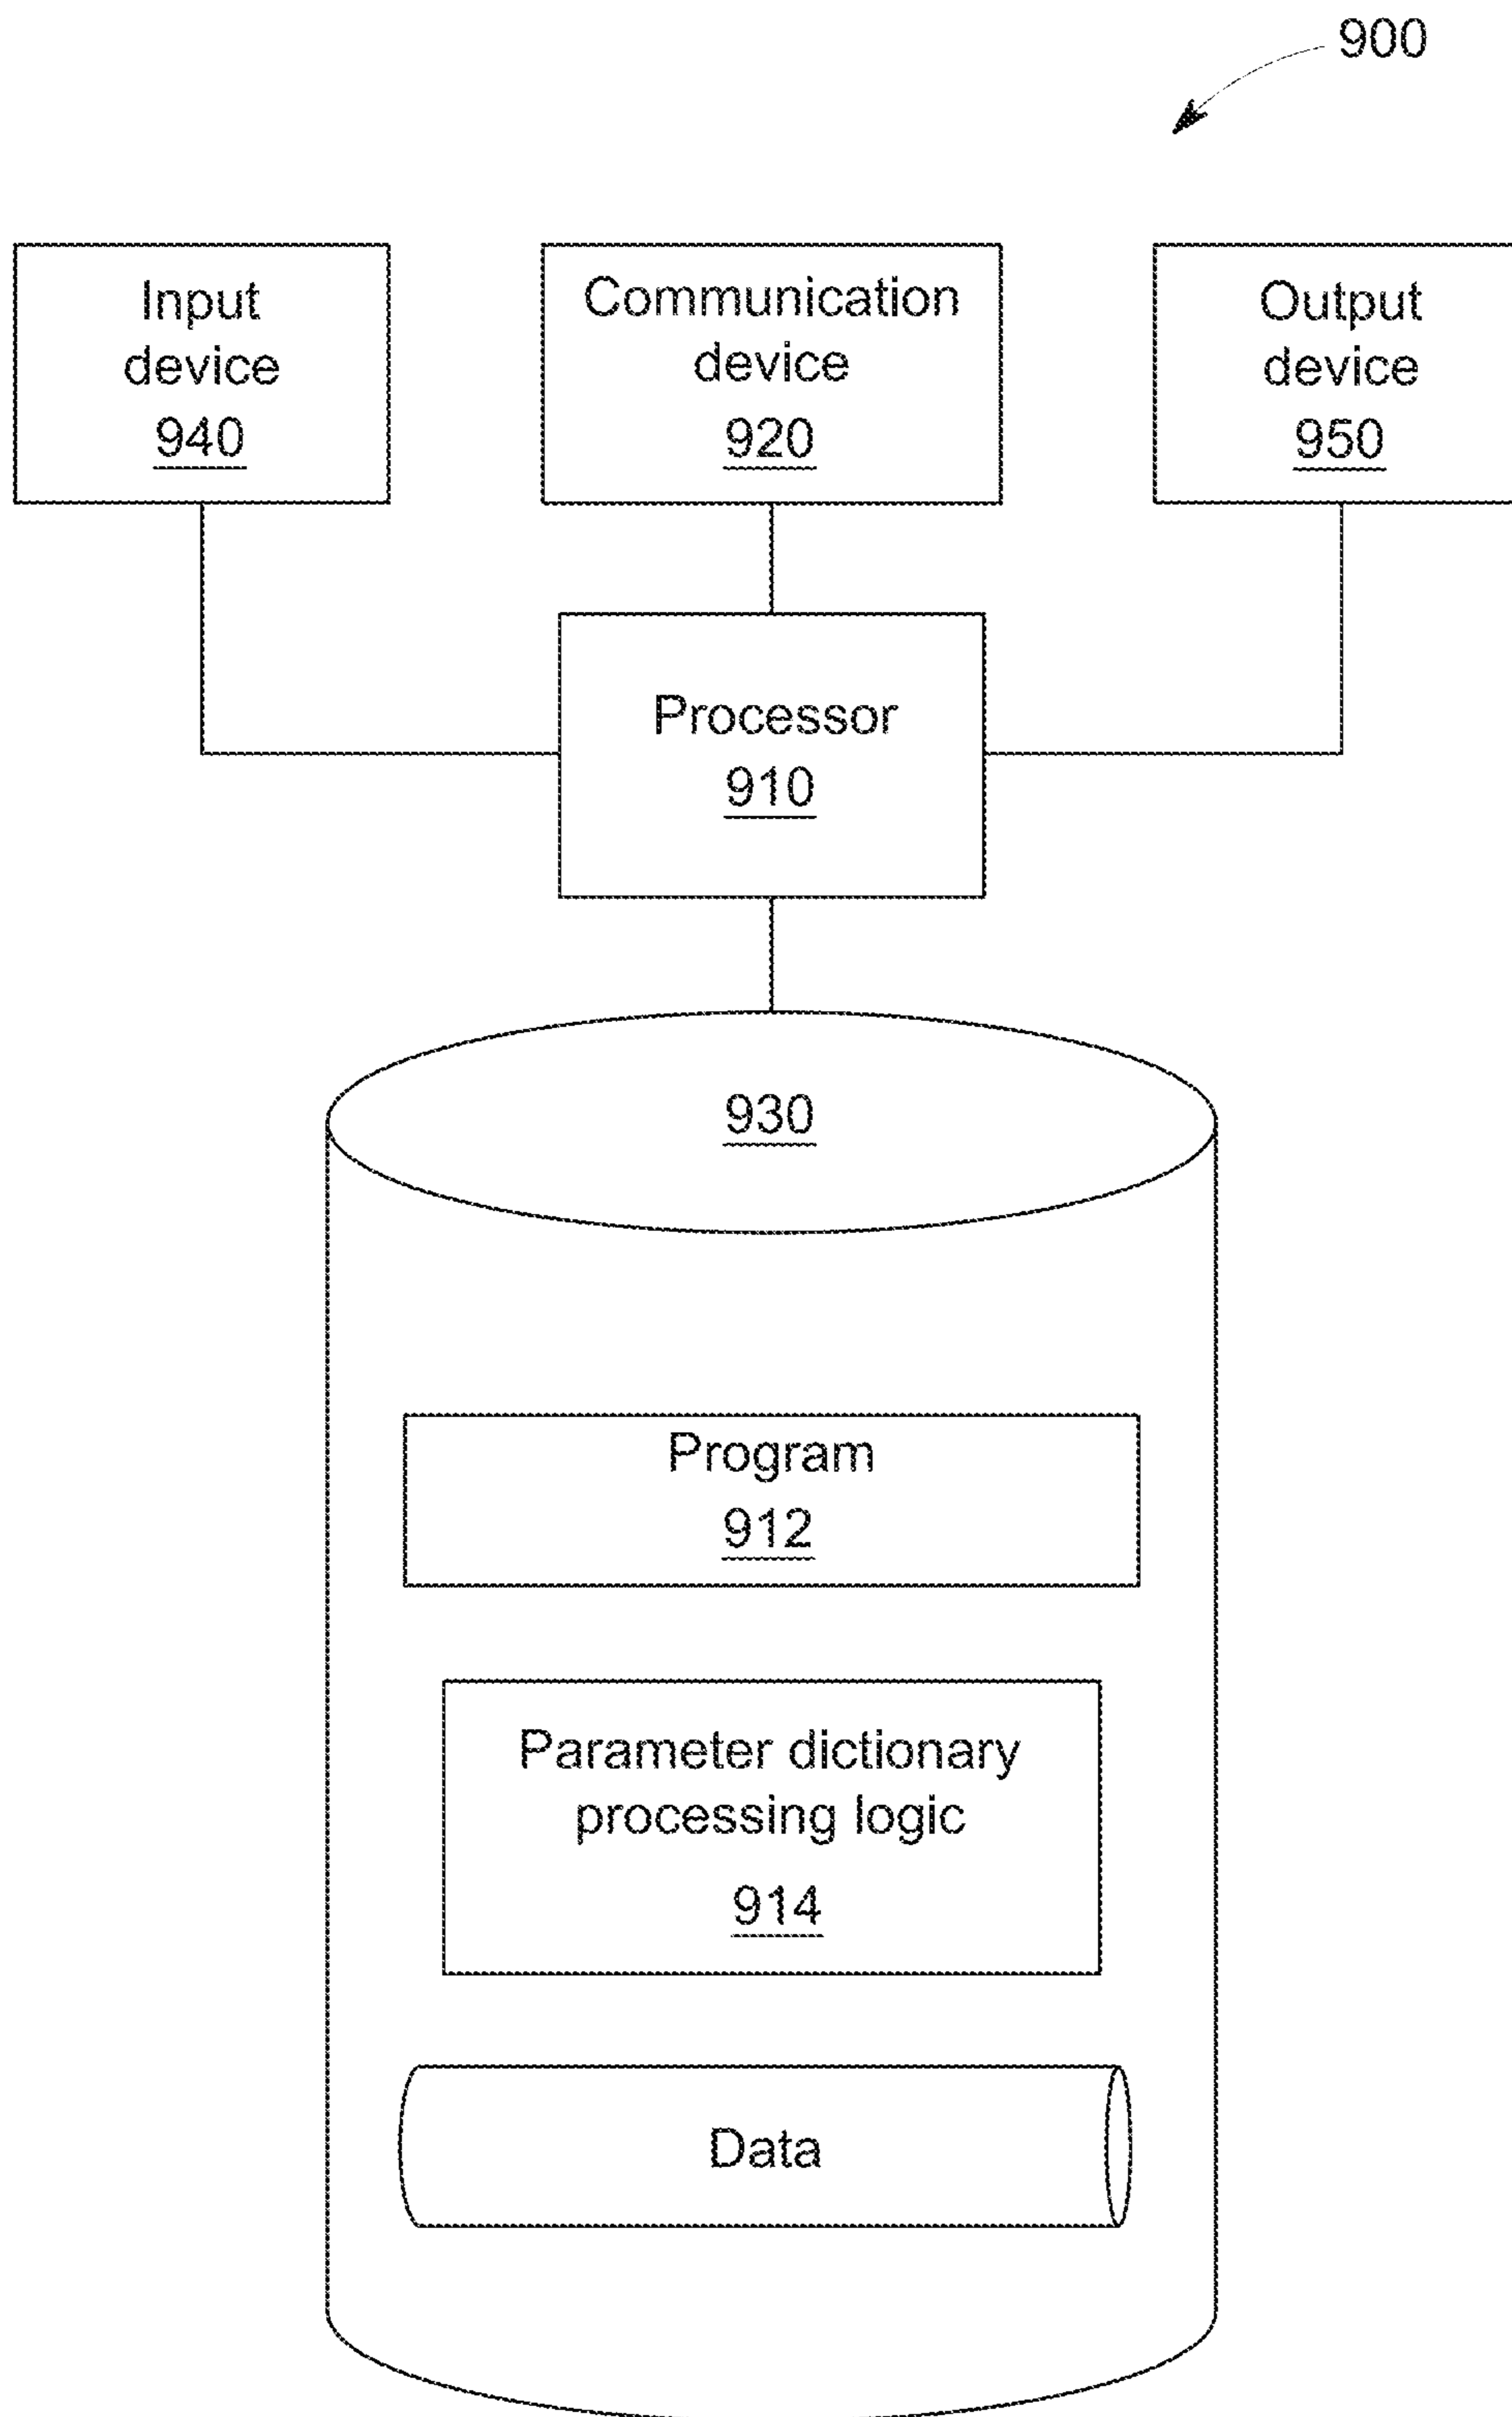 900
Input
device
940
Communication
device
920
Output
device
950
Processor
910
930
Program
912
Parameter dictionary
processing logic
914
Data